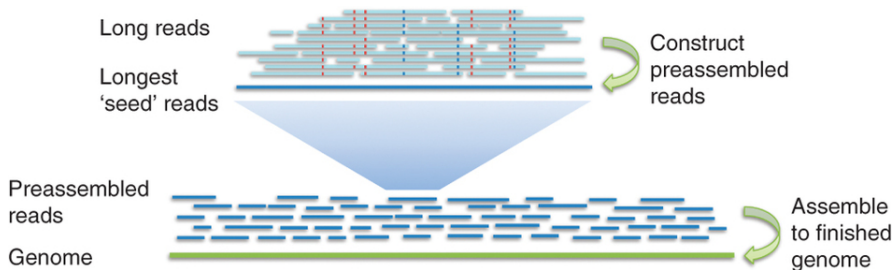 Long reads
Longest
‘seed’ reads
Construct
preassembled
reads
Preassembled
reads
Genome
Assemble
to finished
genome